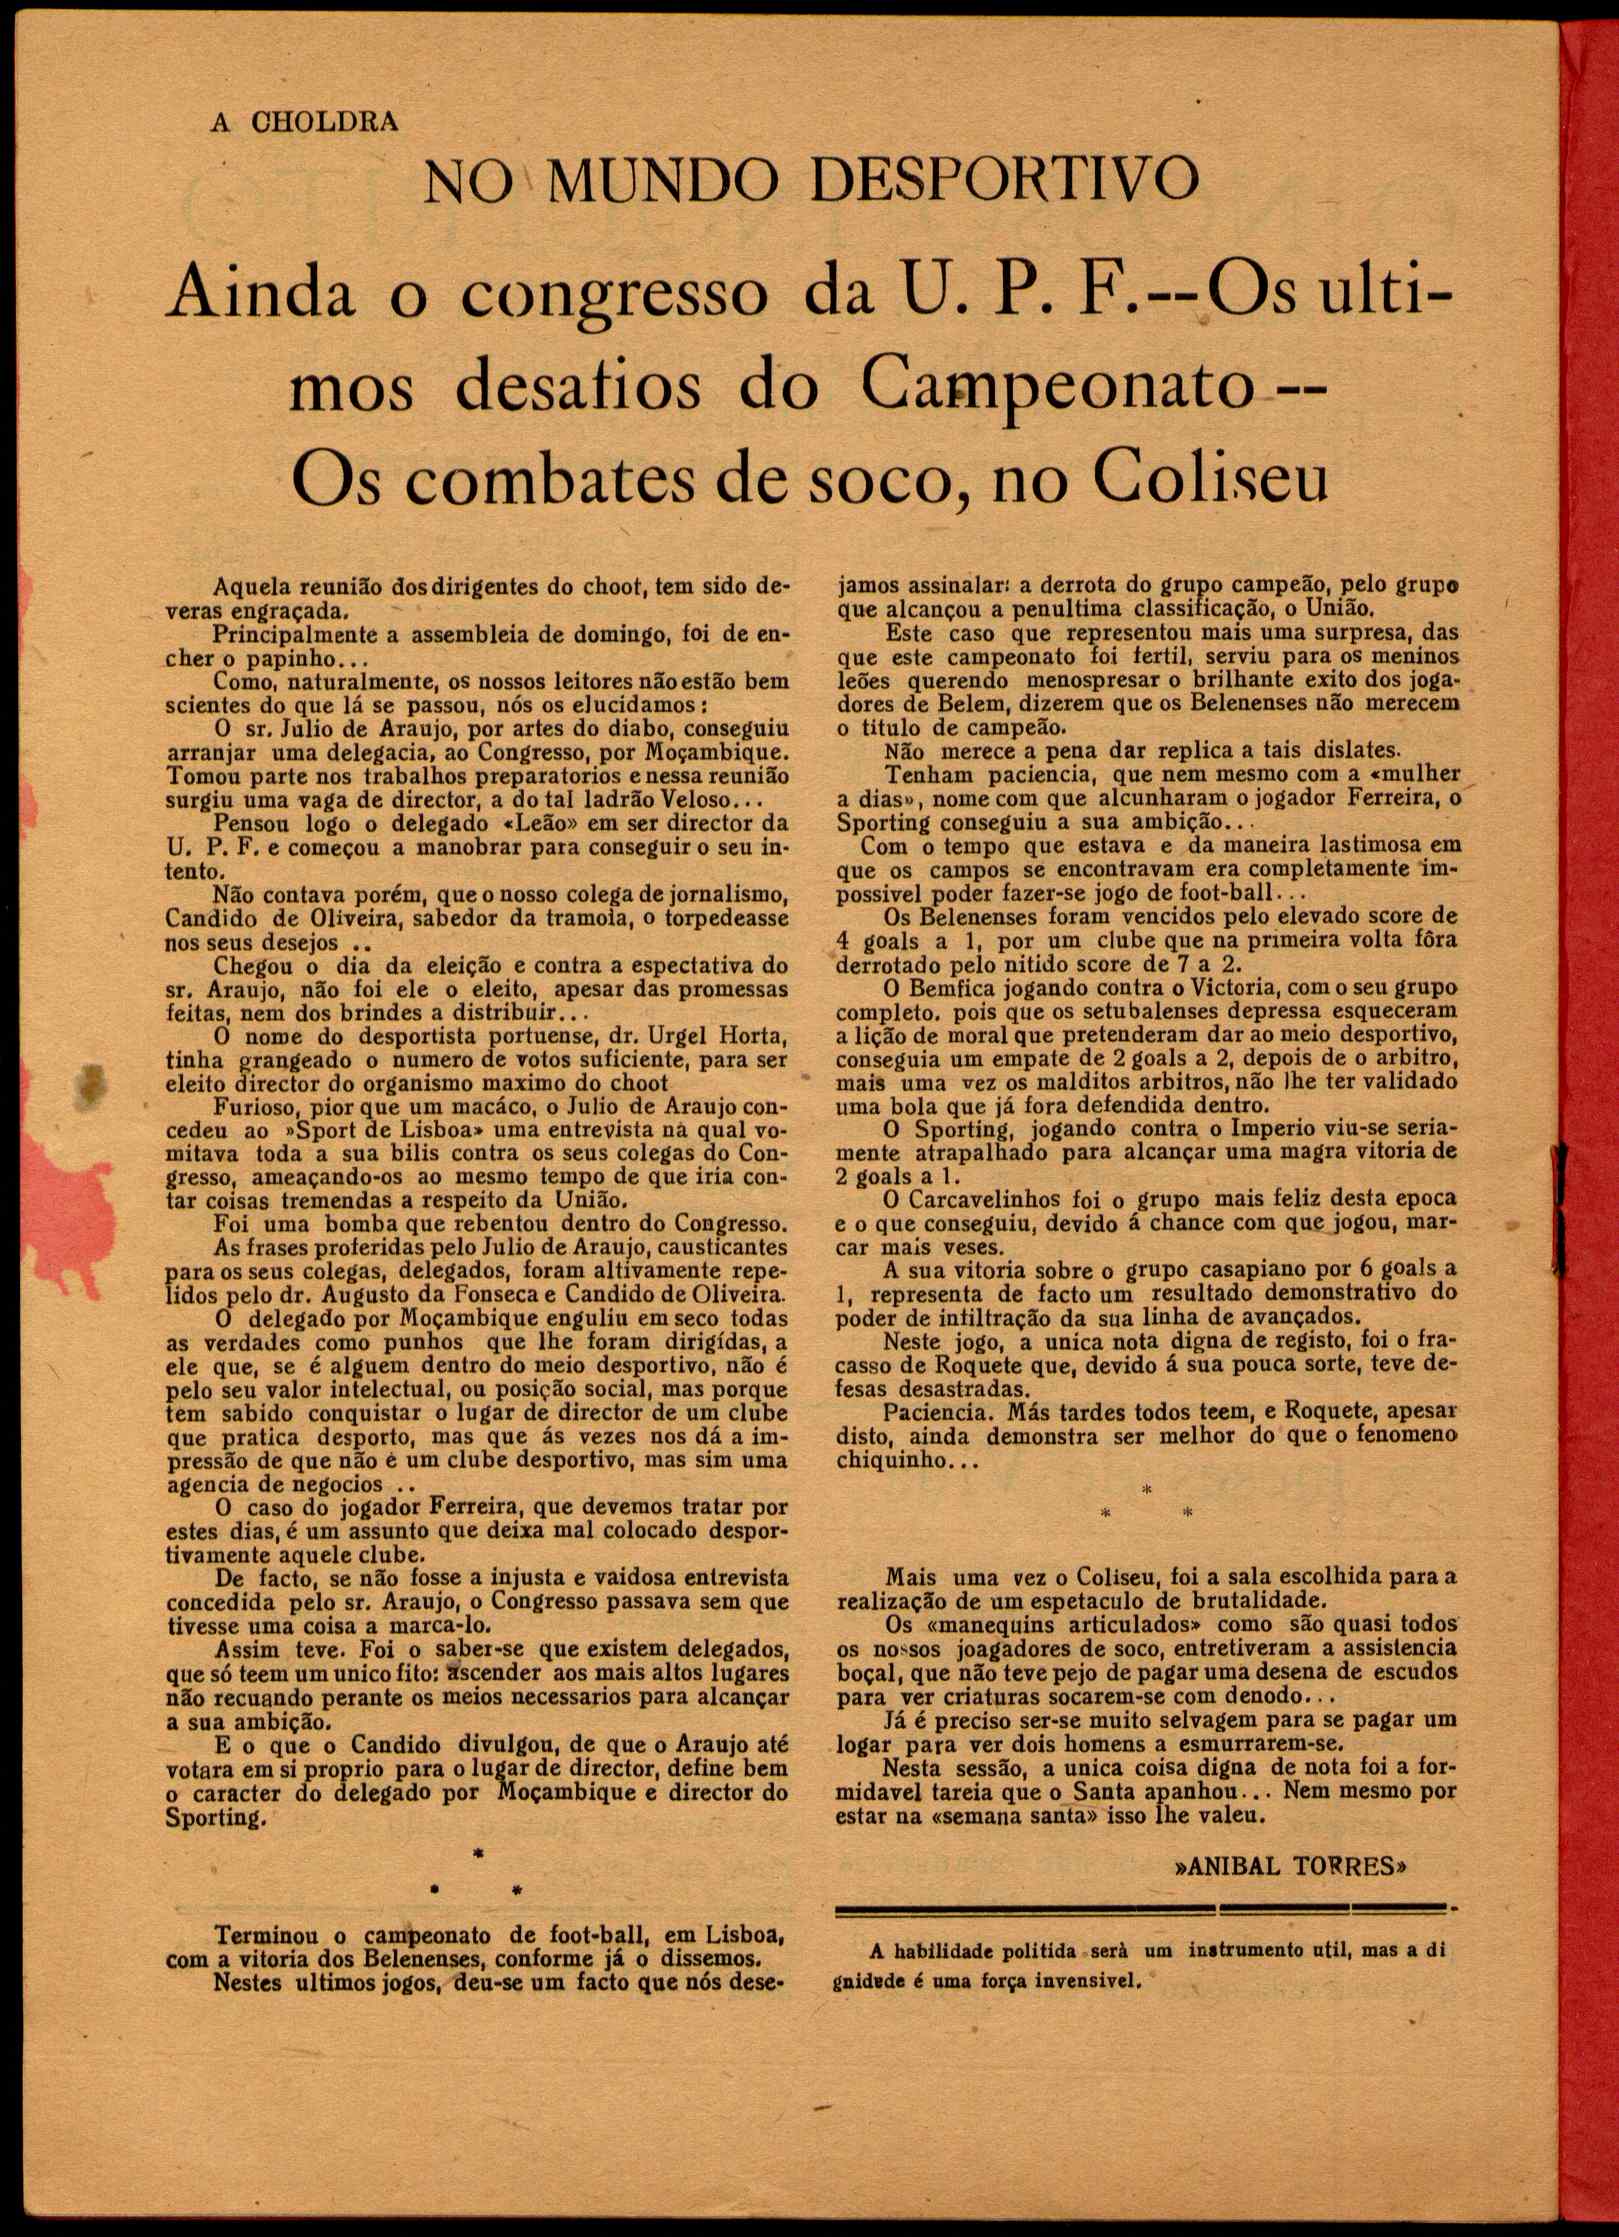 A CHOLDRA
NO MUNDO DESPORTIVO
Ainda o congresso da U. P. F.--Os ulti-
mos desafios do Campeonato --
Os combates de soco, no Coliseu
Aquela reunião dos dirigentes do choot, tem sido de-
veras engraçada.
Principalmente a assembleia de domingo, foi de en-
cher o papinho...
Como, naturalmente, os nossos leitores não estão bem
scientes do que lá se passou, nós os elucidamos:
O sr. Julio de Araujo, por artes do diabo, conseguiu
arranjar uma delegacia, ao Congresso, por Moçambique.
Tomou parte nos trabalhos preparatorios e nessa reunião
surgiu uma vaga de director, a do tal ladrão Veloso...
Pensou logo o delegado «Leão» em ser director da
U. P. F. e começou a manobrar para conseguir o seu in-
tento.
Não contava porém, que o nosso colega de jornalismo,
Candido de Oliveira, sabedor da tramoia, o torpedeasse
nos seus desejos ..
Chegou o dia da eleição e contra a espectativa do
sr. Araujo, não foi ele o eleito, apesar das promessas
feitas, nem dos brindes a distribuir...
O nome do desportista portuense, dr. Urgel Horta,
tinha grangeado o numero de votos suficiente, para ser
eleito director do organismo maximo do choot
Furioso, pior que um macáco, o Julio de Araujo con-
cedeu ao »Sport de Lisboa» uma entrevista na qual vo-
mitava toda a sua bilis contra os seus colegas do Con-
gresso, ameaçando-os ao mesmo tempo de que iria con-
tar coisas tremendas a respeito da União.
Foi uma bomba que rebentou dentro do Congresso.
As frases proferidas pelo Julio de Araujo, causticantes
para os seus colegas, delegados, foram altivamente repe-
lidos pelo dr. Augusto da Fonseca e Candido de Oliveira.
O delegado por Moçambique enguliu em seco todas
as verdades como punhos que lhe foram dirigídas, a
ele que, se é alguem dentro do meio desportivo, não é
pelo seu valor intelectual, ou posição social, mas porque
tem sabido conquistar o lugar de director de um clube
que pratica desporto, mas que ás vezes nos dá a im-
pressão de que não é um clube desportivo, mas sim uma
agencia de negocios ..
O caso do jogador Ferreira, que devemos tratar por
estes dias, é um assunto que deixa mal colocado despor-
tivamente aquele clube.
De facto, se não fosse a injusta e vaidosa entrevista
concedida pelo sr. Araujo, o Congresso passava sem que
tivesse uma coisa a marca-lo.
Assim teve. Foi o saber-se que existem delegados,
que só teem um unico fito: ascender aos mais altos lugares
não recuando perante os meios necessarios para alcançar
a sua ambição.
E o que o Candido divulgou, de que o Araujo até
votara em si proprio para o lugar de director, define bem
o caracter do delegado por Moçambique e director do
Sporting.
*
* *
Terminou o campeonato de foot-ball, em Lisboa,
com a vitoria dos Belenenses, conforme já o dissemos.
Nestes ultimos jogos, deu-se um facto que nós dese-
jamos assinalar: a derrota do grupo campeão, pelo grupo
que alcançou a penultima classificação, o União.
Este caso que representou mais uma surpresa, das
que este campeonato foi fertil, serviu para os meninos
leões querendo menospresar o brilhante exito dos joga-
dores de Belem, dizerem que os Belenenses não merecem
o titulo de campeão.
Não merece a pena dar replica a tais dislates.
Tenham paciencia, que nem mesmo com a «mulher
a dias», nome com que alcunharam o jogador Ferreira, o
Sporting conseguiu a sua ambição...
Com o tempo que estava e da maneira lastimosa em
que os campos se encontravam era completamente im-
possivel poder fazer-se jogo de foot-ball...
Os Belenenses foram vencidos pelo elevado score de
4 goals a 1, por um clube que na primeira volta fôra
derrotado pelo nitido score de 7 a 2.
O Bemfica jogando contra o Victoria, com o seu grupo
completo. pois que os setubalenses depressa esqueceram
a lição de moral que pretenderam dar ao meio desportivo,
conseguia um empate de 2 goals a 2, depois de o arbitro,
mais uma vez os malditos arbitros, não lhe ter validado
uma bola que já fora defendida dentro.
O Sporting, jogando contra o Imperio viu-se seria-
mente atrapalhado para alcançar uma magra vitoria de
2 goals a 1.
O Carcavelinhos foi o grupo mais feliz desta epoca
e o que conseguiu, devido á chance com que jogou, mar-
car mais veses.
A sua vitoria sobre o grupo casapiano por 6 goals a
1, representa de facto um resultado demonstrativo do
poder de infiltração da sua linha de avançados.
Neste jogo, a unica nota digna de registo, foi o fra-
casso de Roquete que, devido á sua pouca sorte, teve de-
fesas desastradas.
Paciencia. Más tardes todos teem, e Roquete, apesar
disto, ainda demonstra ser melhor do que o fenomeno
chiquinho...
*
* *
Mais uma vez o Coliseu, foi a sala escolhida para a
realização de um espetaculo de brutalidade.
Os «manequins articulados» como são quasi todos
os nossos joagadores de soco, entretiveram a assistencia
boçal, que não teve pejo de pagar uma desena de escudos
para ver criaturas socarem-se com denodo...
Já é preciso ser-se muito selvagem para se pagar um
logar para ver dois homens a esmurrarem-se.
Nesta sessão, a unica coisa digna de nota foi a for-
midavel tareia que o Santa apanhou... Nem mesmo por
estar na «semana santa» isso lhe valeu.
»ANIBAL TORRES»
A habilidade politida serà um instrumento util, mas a di
gnidade é uma força invensivel.